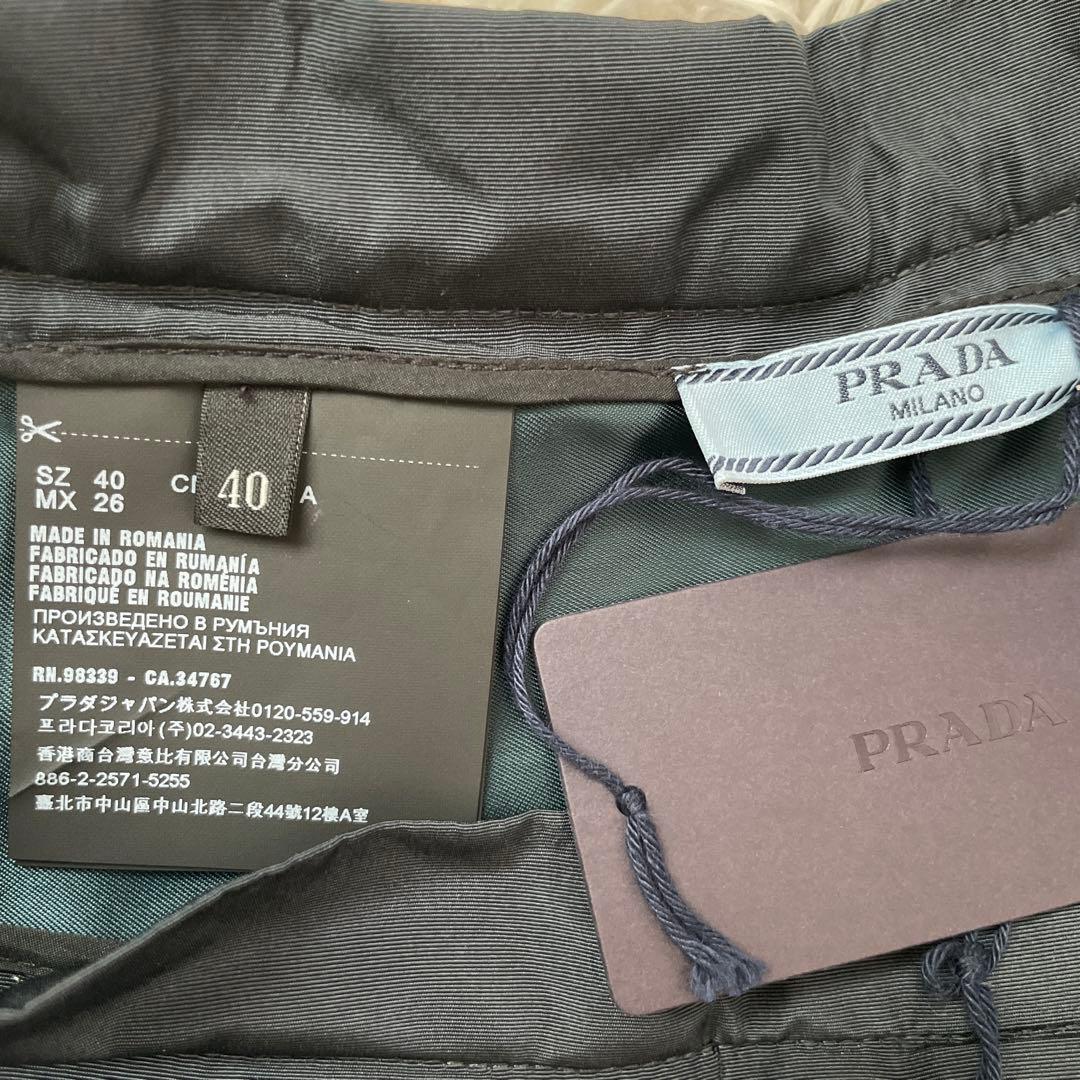 PRADA
MILANO
SZ 40
MX 26
40
MADE IN ROMANIA
FABRICADO EN RUMANÍA
FABRICADO NA ROMÊNIA
FABRIQUÉ EN ROUMANIE
ПРОИЗВЕДЕНО В РУМЪНИЯ
ΚΑΤΑΣΚΕΥΑΖΕΤΑΙ ΣΤΗ ΡΟΥΜΑΝΙΑ
RN.98339 - CA.34767
プラダジャパン株式会社0120-559-914
프라다코리아(주)02-3443-2323
香港商台灣意比有限公司台灣分公司
886-2-2571-5255
臺北市中山區中山北路二段44號12樓A室
PRADA